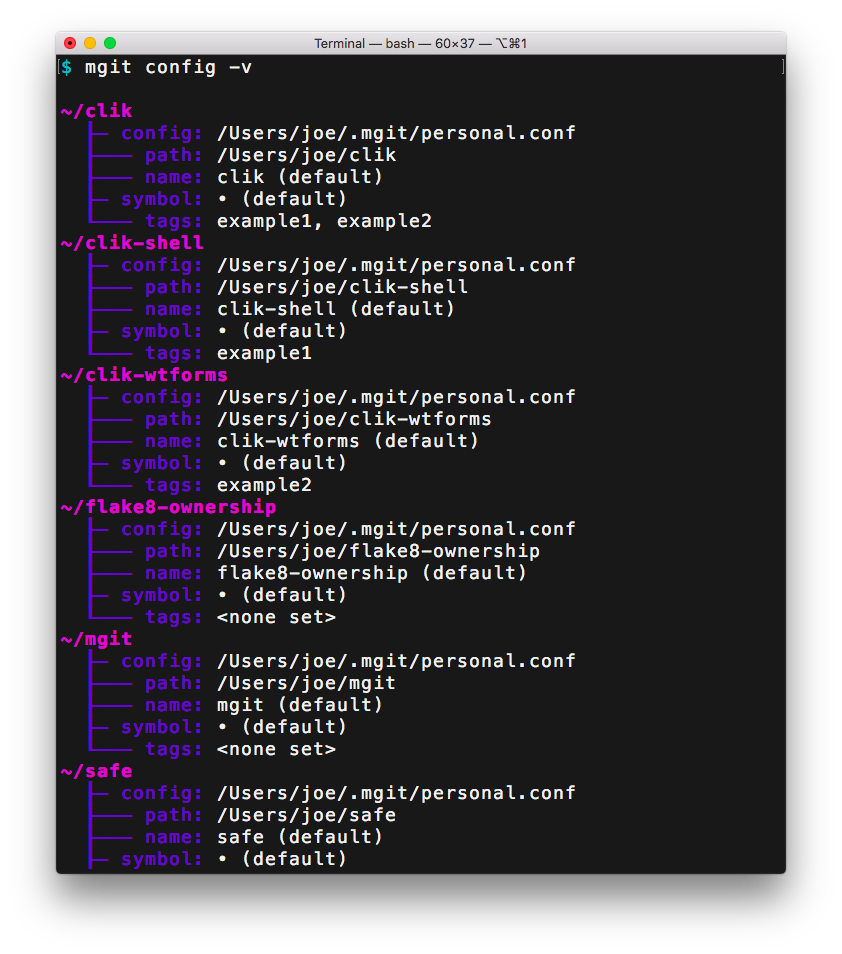 Terminal — bash — 60×37 — ⌥⌘1
[$ mgit config -v ]
~/clik
├─ config: /Users/joe/.mgit/personal.conf
├─── path: /Users/joe/clik
├─── name: clik (default)
├─ symbol: • (default)
└─── tags: example1, example2
~/clik-shell
├─ config: /Users/joe/.mgit/personal.conf
├─── path: /Users/joe/clik-shell
├─── name: clik-shell (default)
├─ symbol: • (default)
└─── tags: example1
~/clik-wtforms
├─ config: /Users/joe/.mgit/personal.conf
├─── path: /Users/joe/clik-wtforms
├─── name: clik-wtforms (default)
├─ symbol: • (default)
└─── tags: example2
~/flake8-ownership
├─ config: /Users/joe/.mgit/personal.conf
├─── path: /Users/joe/flake8-ownership
├─── name: flake8-ownership (default)
├─ symbol: • (default)
└─── tags: <none set>
~/mgit
├─ config: /Users/joe/.mgit/personal.conf
├─── path: /Users/joe/mgit
├─── name: mgit (default)
├─ symbol: • (default)
└─── tags: <none set>
~/safe
├─ config: /Users/joe/.mgit/personal.conf
├─── path: /Users/joe/safe
├─── name: safe (default)
├─ symbol: • (default)